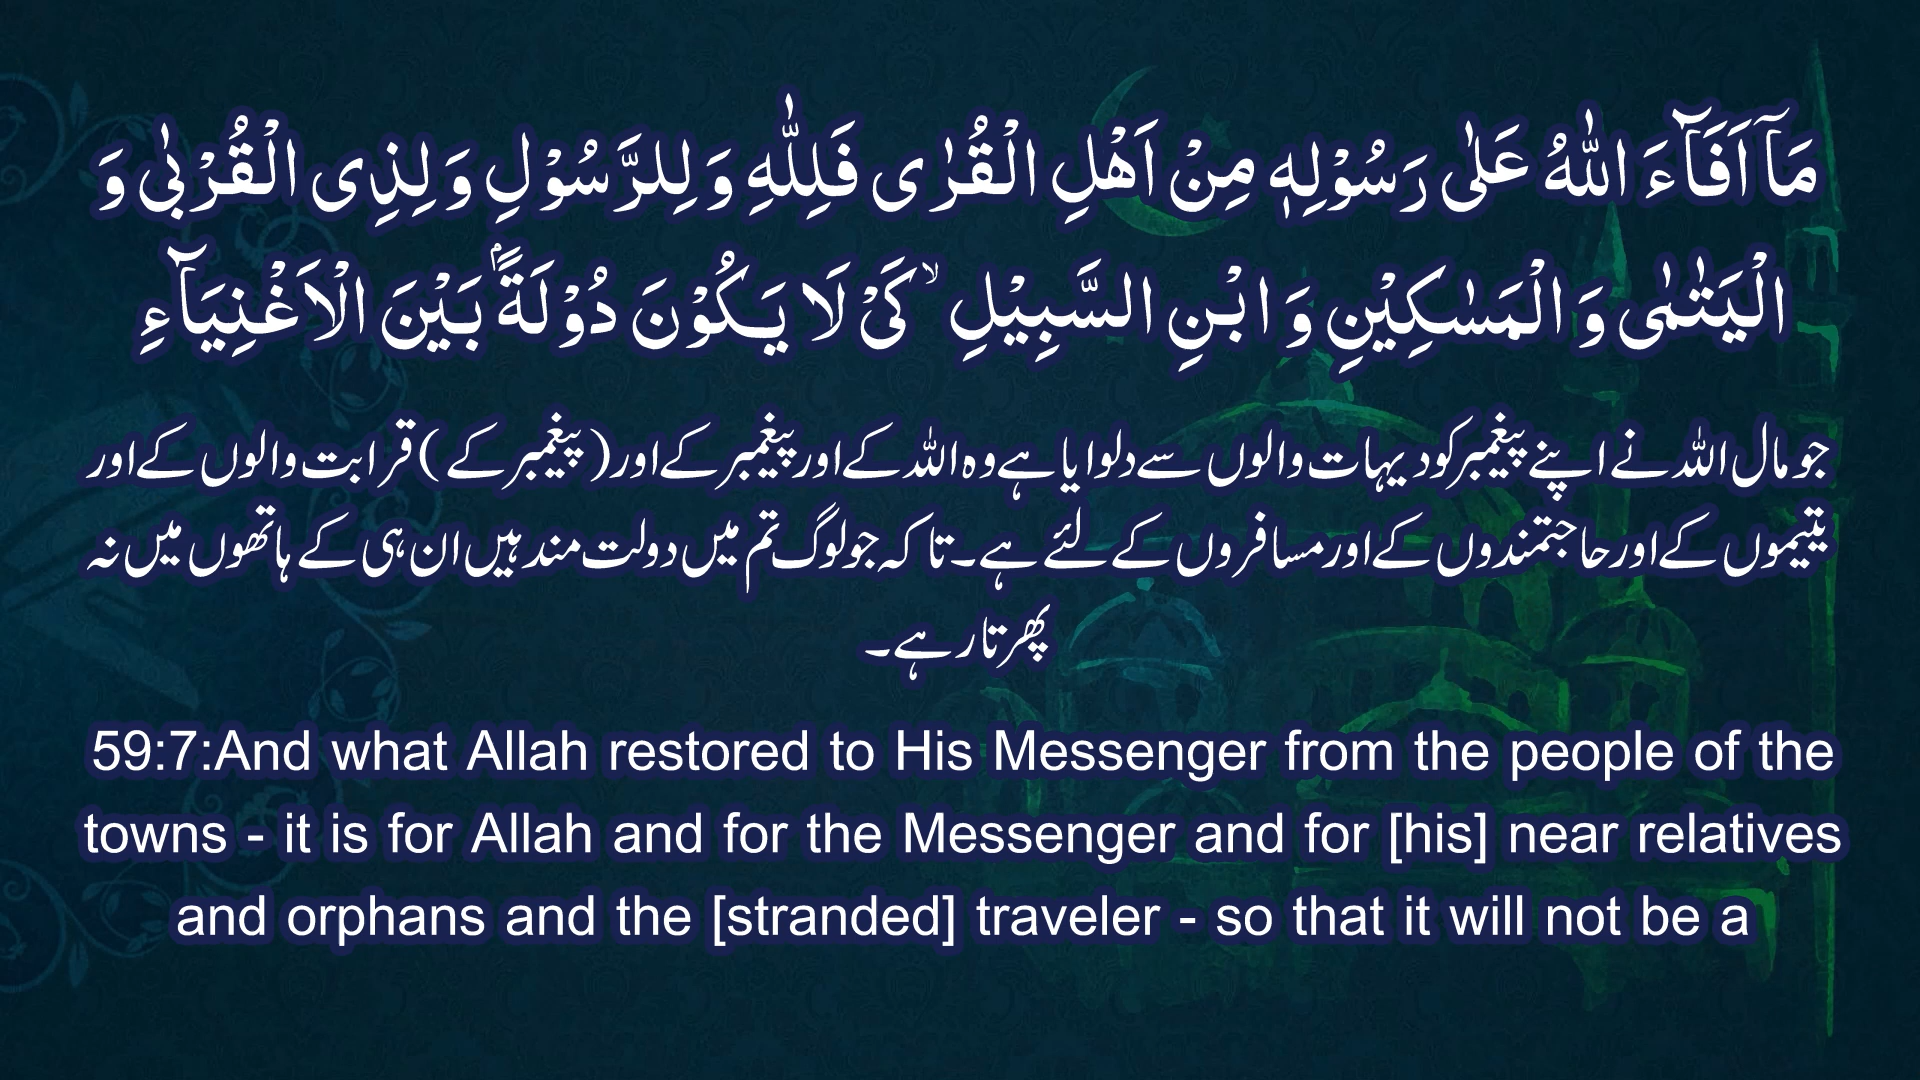 مَاۤ اَفَآءَ اللّٰهُ عَلٰى رَسُوْلِهٖ مِنْ اَهْلِ الْقُرٰى فَلِلّٰهِ وَ لِلرَّسُوْلِ وَ لِذِى الْقُرْبٰى وَ
الْيَتٰمٰى وَ الْمَسٰكِيْنِ وَ ابْنِ السَّبِيْلِ ۙ كَىْ لَا يَكُوْنَ دُوْلَةًۢ بَيْنَ الْاَغْنِيَآءِ
جو مال اللہ نے اپنے پیغمبر کو دیہات والوں سے دلوایا ہے وہ اللہ کے اور پیغمبر کے اور (پیغمبر کے) قرابت والوں کے اور
یتیموں کے اور حاجتمندوں کے اور مسافروں کے لئے ہے۔ تاکہ جو لوگ تم میں دولت مند ہیں ان ہی کے ہاتھوں میں نہ
پھرتا رہے۔
59:7:And what Allah restored to His Messenger from the people of the
towns - it is for Allah and for the Messenger and for [his] near relatives
and orphans and the [stranded] traveler - so that it will not be a